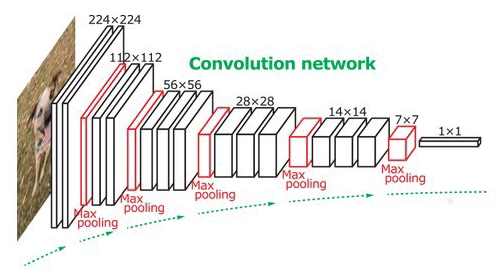 224×224
112×112
Convolution network
56×56
28×28
14×14
7×7
1×1
Max
pooling
Max
pooling
Max
pooling
Max
pooling
Max
pooling